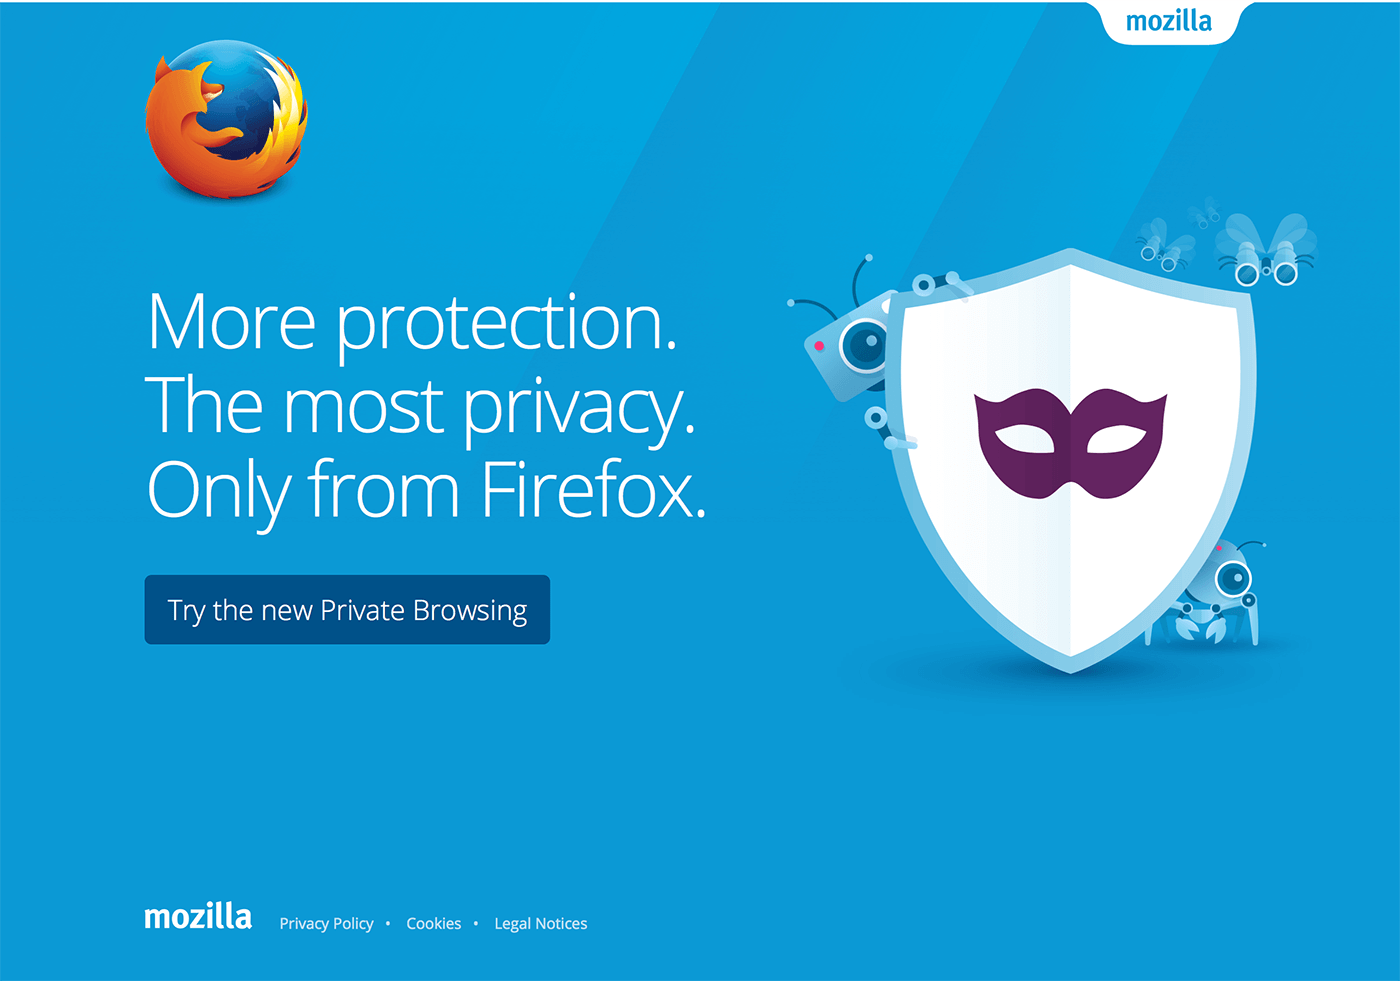 mozilla
More protection.
The most privacy.
Only from Firefox.
Try the new Private Browsing
mozilla Privacy Policy • Cookies • Legal Notices